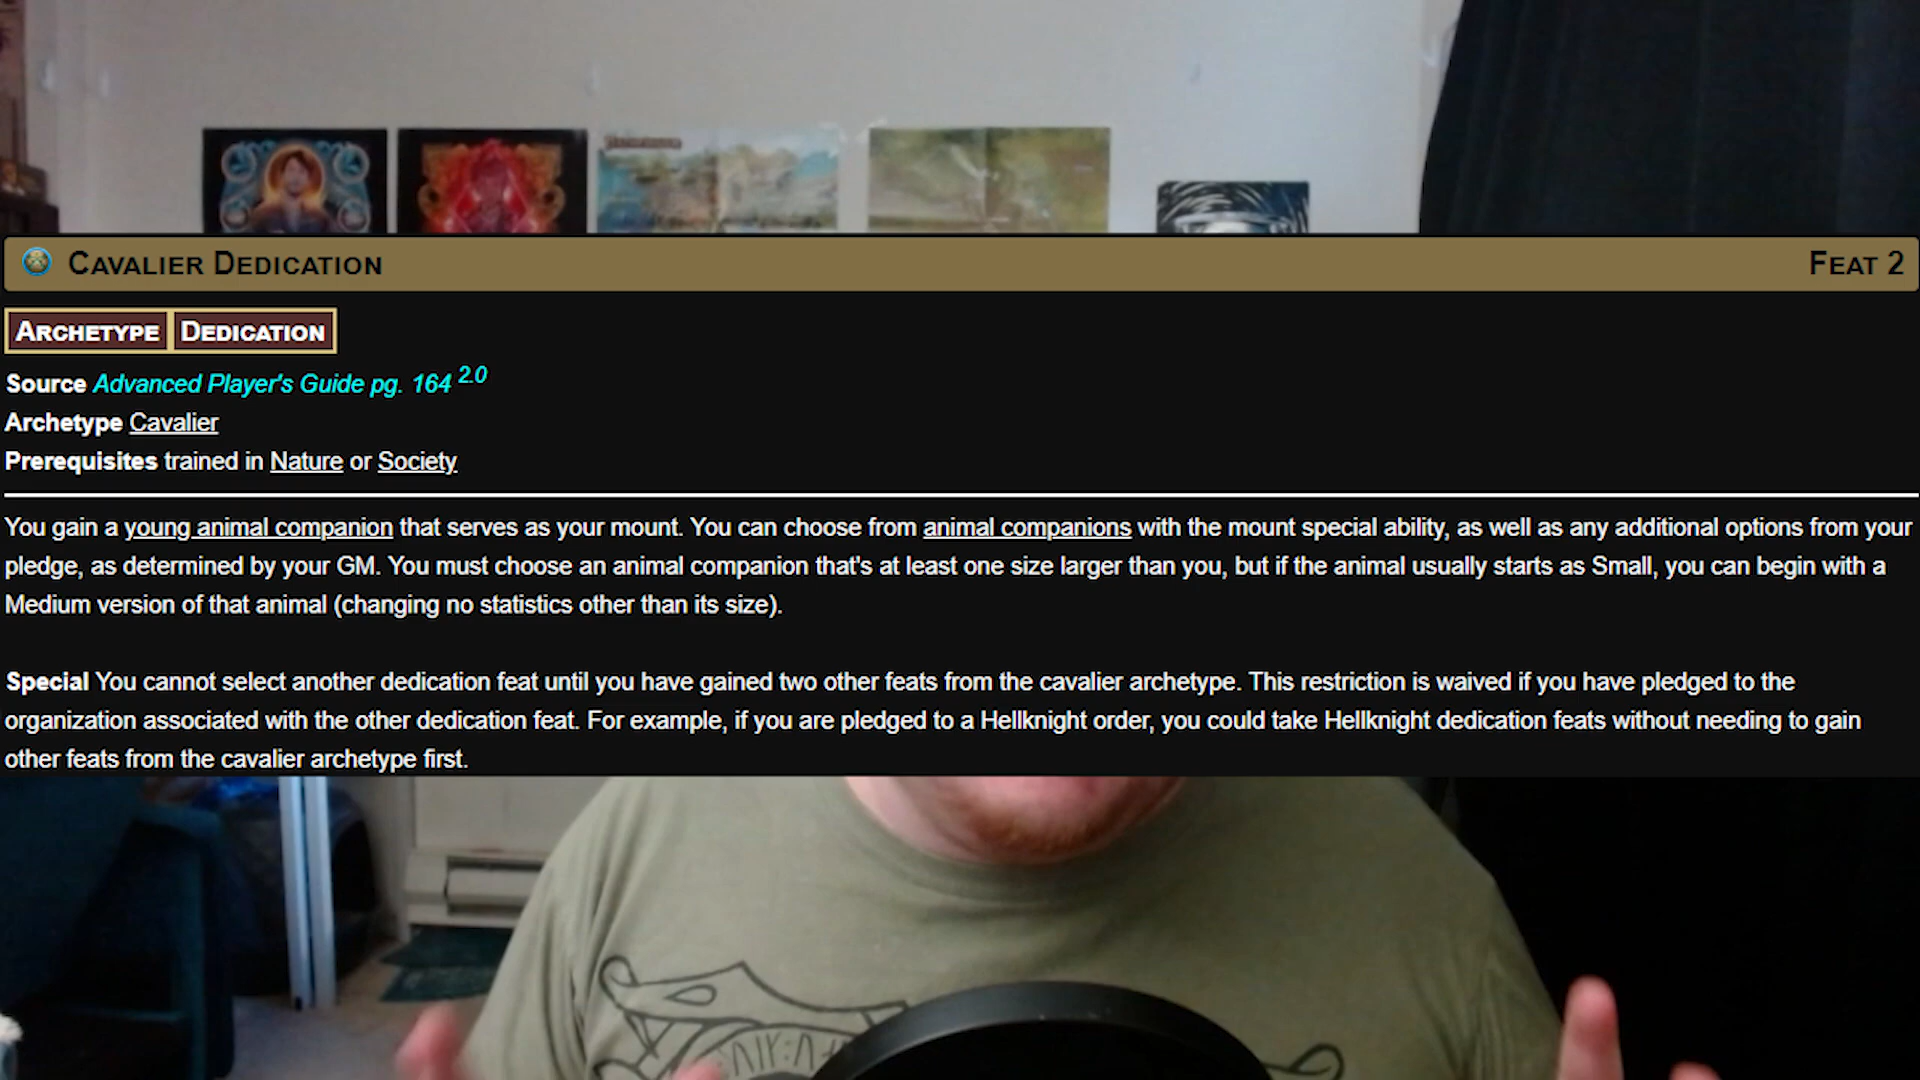 CAVALIER DEDICATION FEAT 2
ARCHETYPE DEDICATION
Source Advanced Player's Guide pg. 164 2.0
Archetype Cavalier
Prerequisites trained in Nature or Society
You gain a young animal companion that serves as your mount. You can choose from animal companions with the mount special ability, as well as any additional options from your
pledge, as determined by your GM. You must choose an animal companion that's at least one size larger than you, but if the animal usually starts as Small, you can begin with a
Medium version of that animal (changing no statistics other than its size).
Special You cannot select another dedication feat until you have gained two other feats from the cavalier archetype. This restriction is waived if you have pledged to the
organization associated with the other dedication feat. For example, if you are pledged to a Hellknight order, you could take Hellknight dedication feats without needing to gain
other feats from the cavalier archetype first.